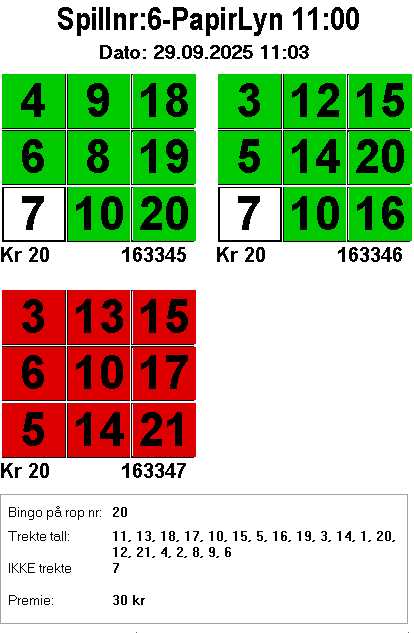 Spillnr:6-PapirLyn 11:00
Dato: 29.09.2025 11:03
4 9 18
6 8 19
7 10 20
Kr 20 163345
3 12 15
5 14 20
7 10 16
Kr 20 163346
3 13 15
6 10 17
5 14 21
Kr 20 163347
Bingo på rop nr: 20
Trekte tall: 11, 13, 18, 17, 10, 15, 5, 16, 19, 3, 14, 1, 20,
12, 21, 4, 2, 8, 9, 6
IKKE trekte 7
Premie: 30 kr